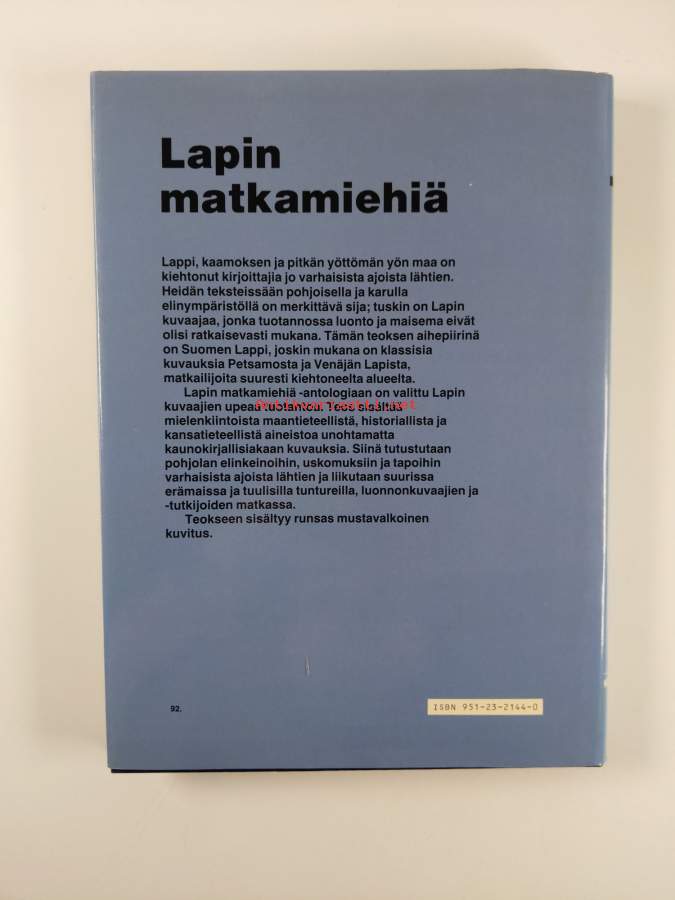 Lapin
matkamiehiä
Lappi, kaamoksen ja pitkän yöttömän yön maa on
kiehtonut kirjoittajia jo varhaisista ajoista lähtien.
Heidän teksteissään pohjoisella ja karulla
elinympäristöllä on merkittävä sija; tuskin on Lapin
kuvaajaa, jonka tuotannossa luonto ja maisema eivät
olisi ratkaisevasti mukana. Tämän teoksen aihepiirinä
on Suomen Lappi, joskin mukana on klassisia
kuvauksia Petsamosta ja Venäjän Lapista,
matkailijoita suuresti kiehtoneelta alueelta.
Lapin matkamiehiä -antologiaan on valittu Lapin
kuvaajien upeaa tuotantoa. Teos sisältää
mielenkiintoista maantieteellistä, historiallista ja
kansatieteellistä aineistoa unohtamatta
kaunokirjallisiakaan kuvauksia. Siinä tutustutaan
pohjolan elinkeinoihin, uskomuksiin ja tapoihin
varhaisista ajoista lähtien ja liikutaan suurissa
erämaissa ja tuulisilla tuntureilla, luonnonkuvaajien ja
-tutkijoiden matkassa.
Teokseen sisältyy runsas mustavalkoinen
kuvitus.
92.
ISBN 951-23-2144-0